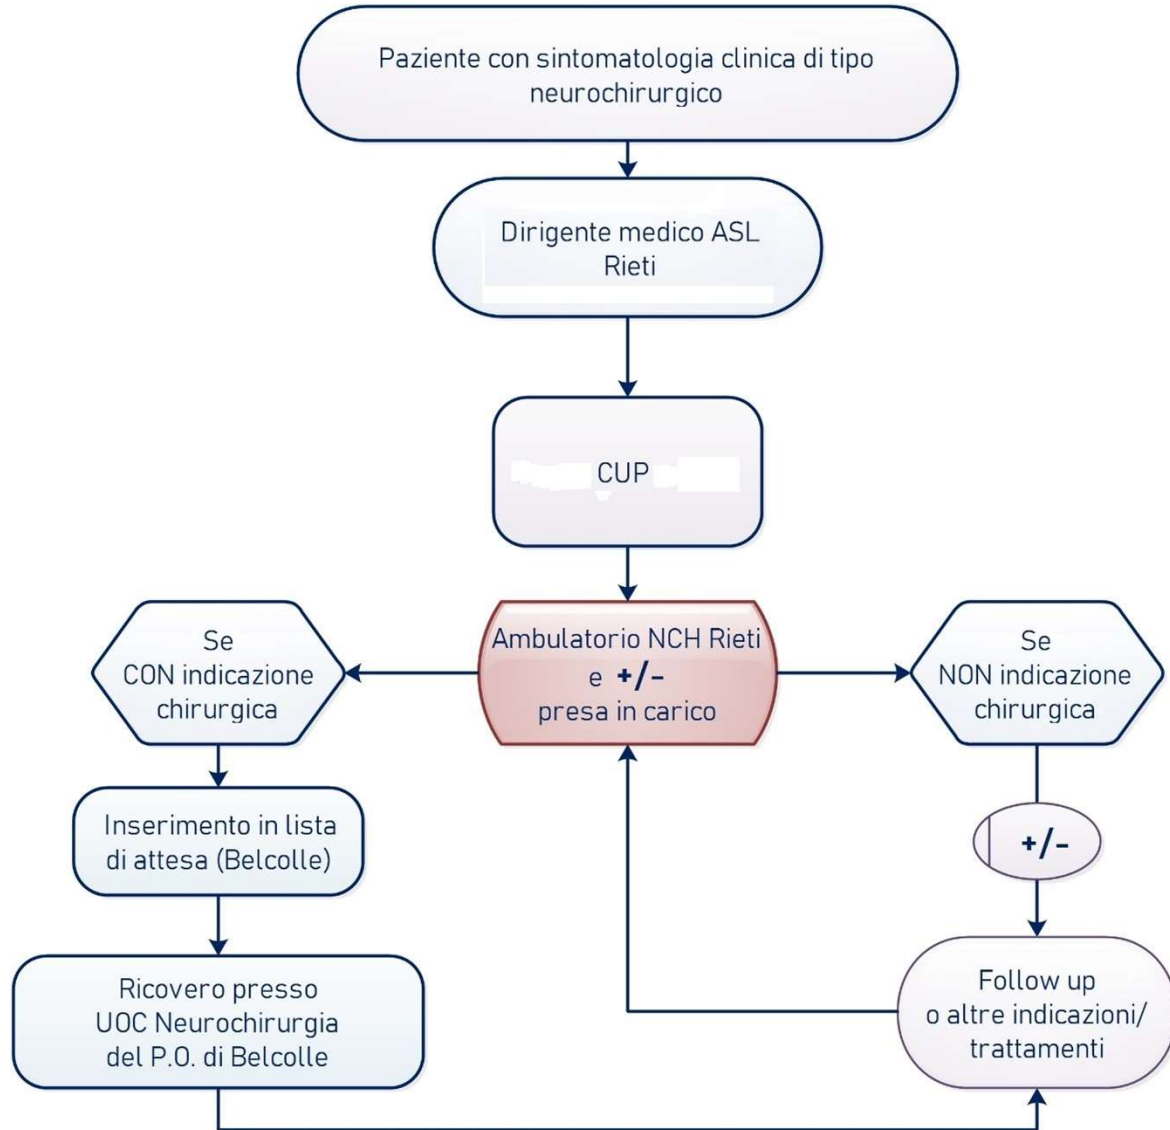 Paziente con sintomatologia clinica di tipo
neurochirurgico
Dirigente medico ASL
Rieti
CUP
Ambulatorio NCH Rieti
e +/-
presa in carico
Se
CON indicazione
chirurgica
Se
NON indicazione
chirurgica
Inserimento in lista
di attesa (Belcolle)
+/-
Ricovero presso
UOC Neurochirurgia
del P.O. di Belcolle
Follow up
o altre indicazioni/
trattamenti